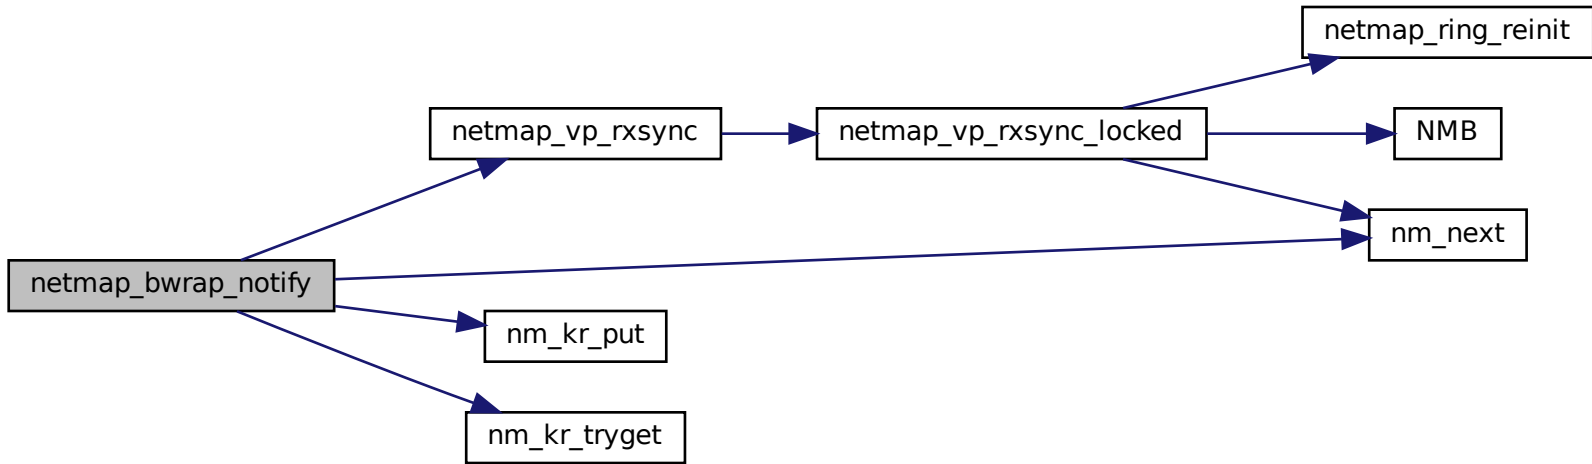 netmap_ring_reinit
netmap_vp_rxsync
netmap_vp_rxsync_locked
NMB
nm_next
netmap_bwrap_notify
nm_kr_put
nm_kr_tryget